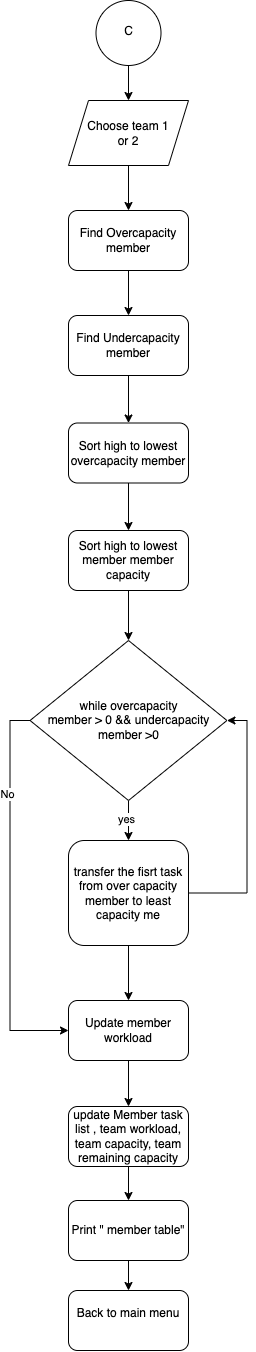 C
Choose team 1
or 2
Find Overcapacity
member
Find Undercapacity
member
Sort high to lowest
overcapacity member
Sort high to lowest
member member
capacity
while overcapacity
member > 0 && undercapacity
member >0
No
yes
transfer the fisrt task
from over capacity
member to least
capacity me
Update member
workload
update Member task
list , team workload,
team capacity, team
remaining capacity
Print " member table"
Back to main menu